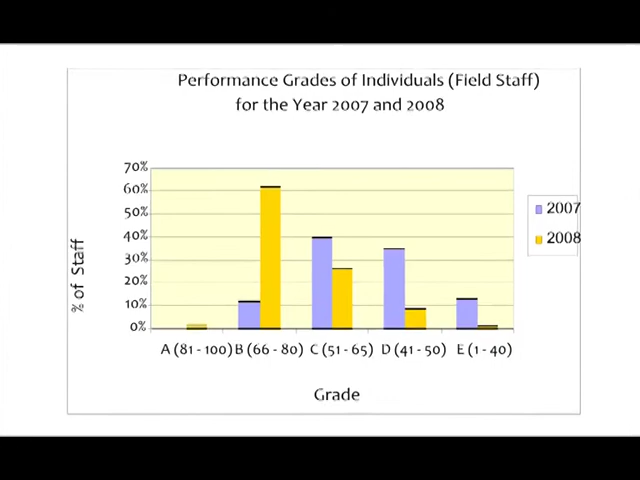 Performance Grades of Individuals (Field Staff)
for the Year 2007 and 2008
70%
60%
50%
40%
30%
20%
10%
0%
% of Staff
2007
2008
A (81 - 100) B (66 - 80) C (51 - 65) D (41 - 50) E (1 - 40)
Grade